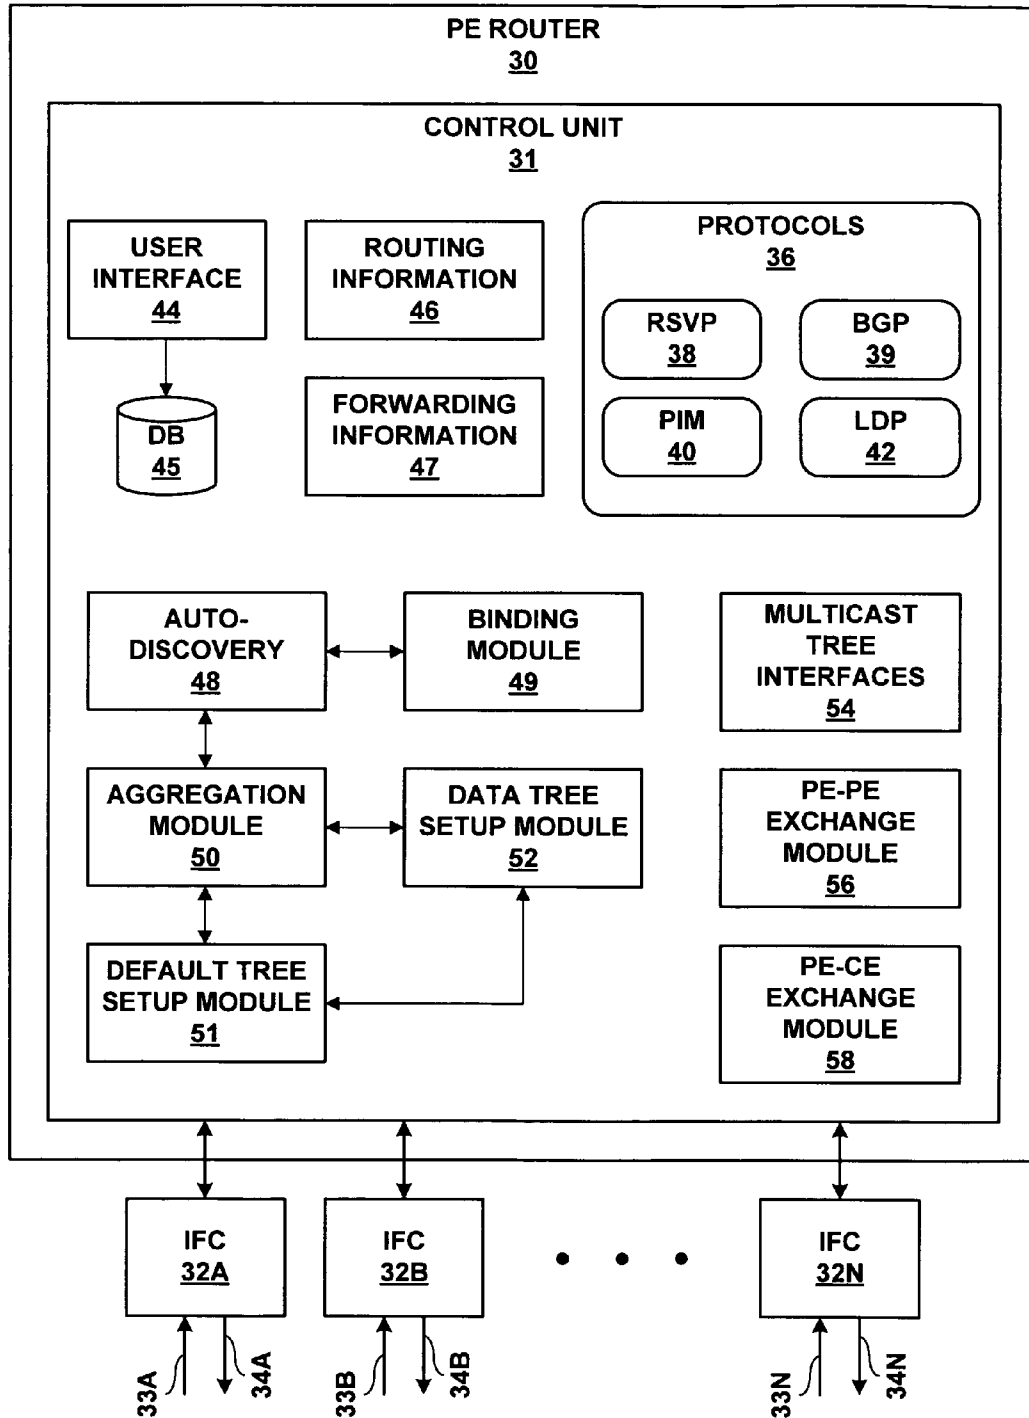 PE ROUTER
30
CONTROL UNIT
31
USER
INTERFACE
44
ROUTING
INFORMATION
46
PROTOCOLS
36
RSVP
38
BGP
39
DB
45
FORWARDING
INFORMATION
47
PIM
40
LDP
42
AUTO-
DISCOVERY
48
BINDING
MODULE
49
MULTICAST
TREE
INTERFACES
54
AGGREGATION
MODULE
50
DATA TREE
SETUP MODULE
52
PE-PE
EXCHANGE
MODULE
56
DEFAULT TREE
SETUP MODULE
51
PE-CE
EXCHANGE
MODULE
58
IFC
32A
IFC
32B
IFC
32N
33A
34A
33B
34B
33N
34N